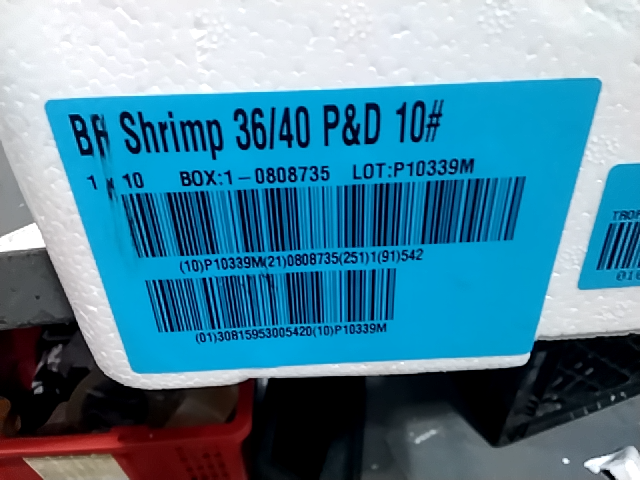 BR Shrimp 36/40 P&D 10#
1 x 10 BOX:1-0808735 LOT:P10339M
(10)P10339M(21)0808735(251)1(91)542
(01)30815953005420(10)P10339M